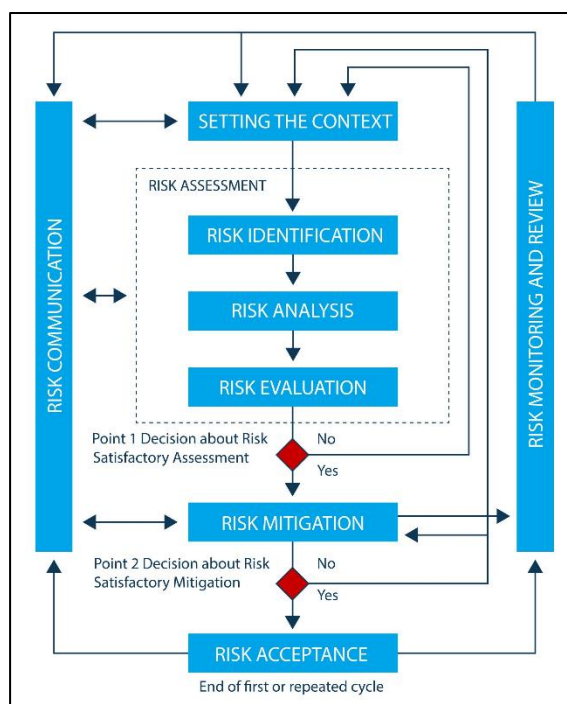 SETTING THE CONTEXT
RISK ASSESSMENT
RISK IDENTIFICATION
RISK ANALYSIS
RISK EVALUATION
Point 1 Decision about Risk
Satisfactory Assessment
No
Yes
RISK MITIGATION
Point 2 Decision about Risk
Satisfactory Mitigation
No
Yes
RISK ACCEPTANCE
End of first or repeated cycle
RISK COMMUNICATION
RISK MONITORING AND REVIEW